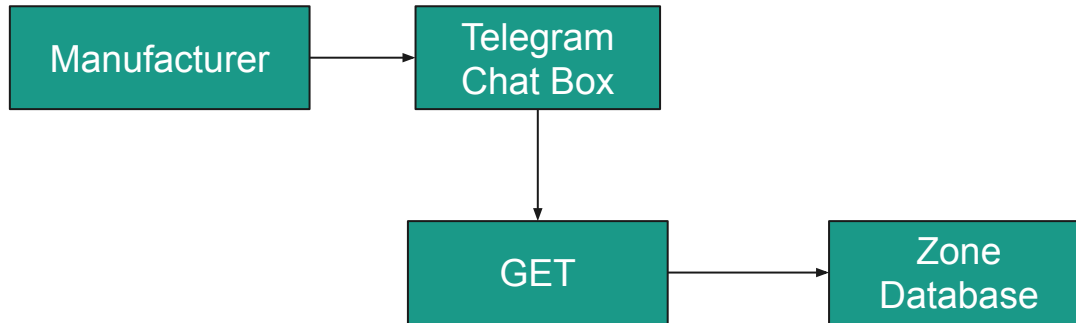 Manufacturer
Telegram
Chat Box
GET
Zone
Database